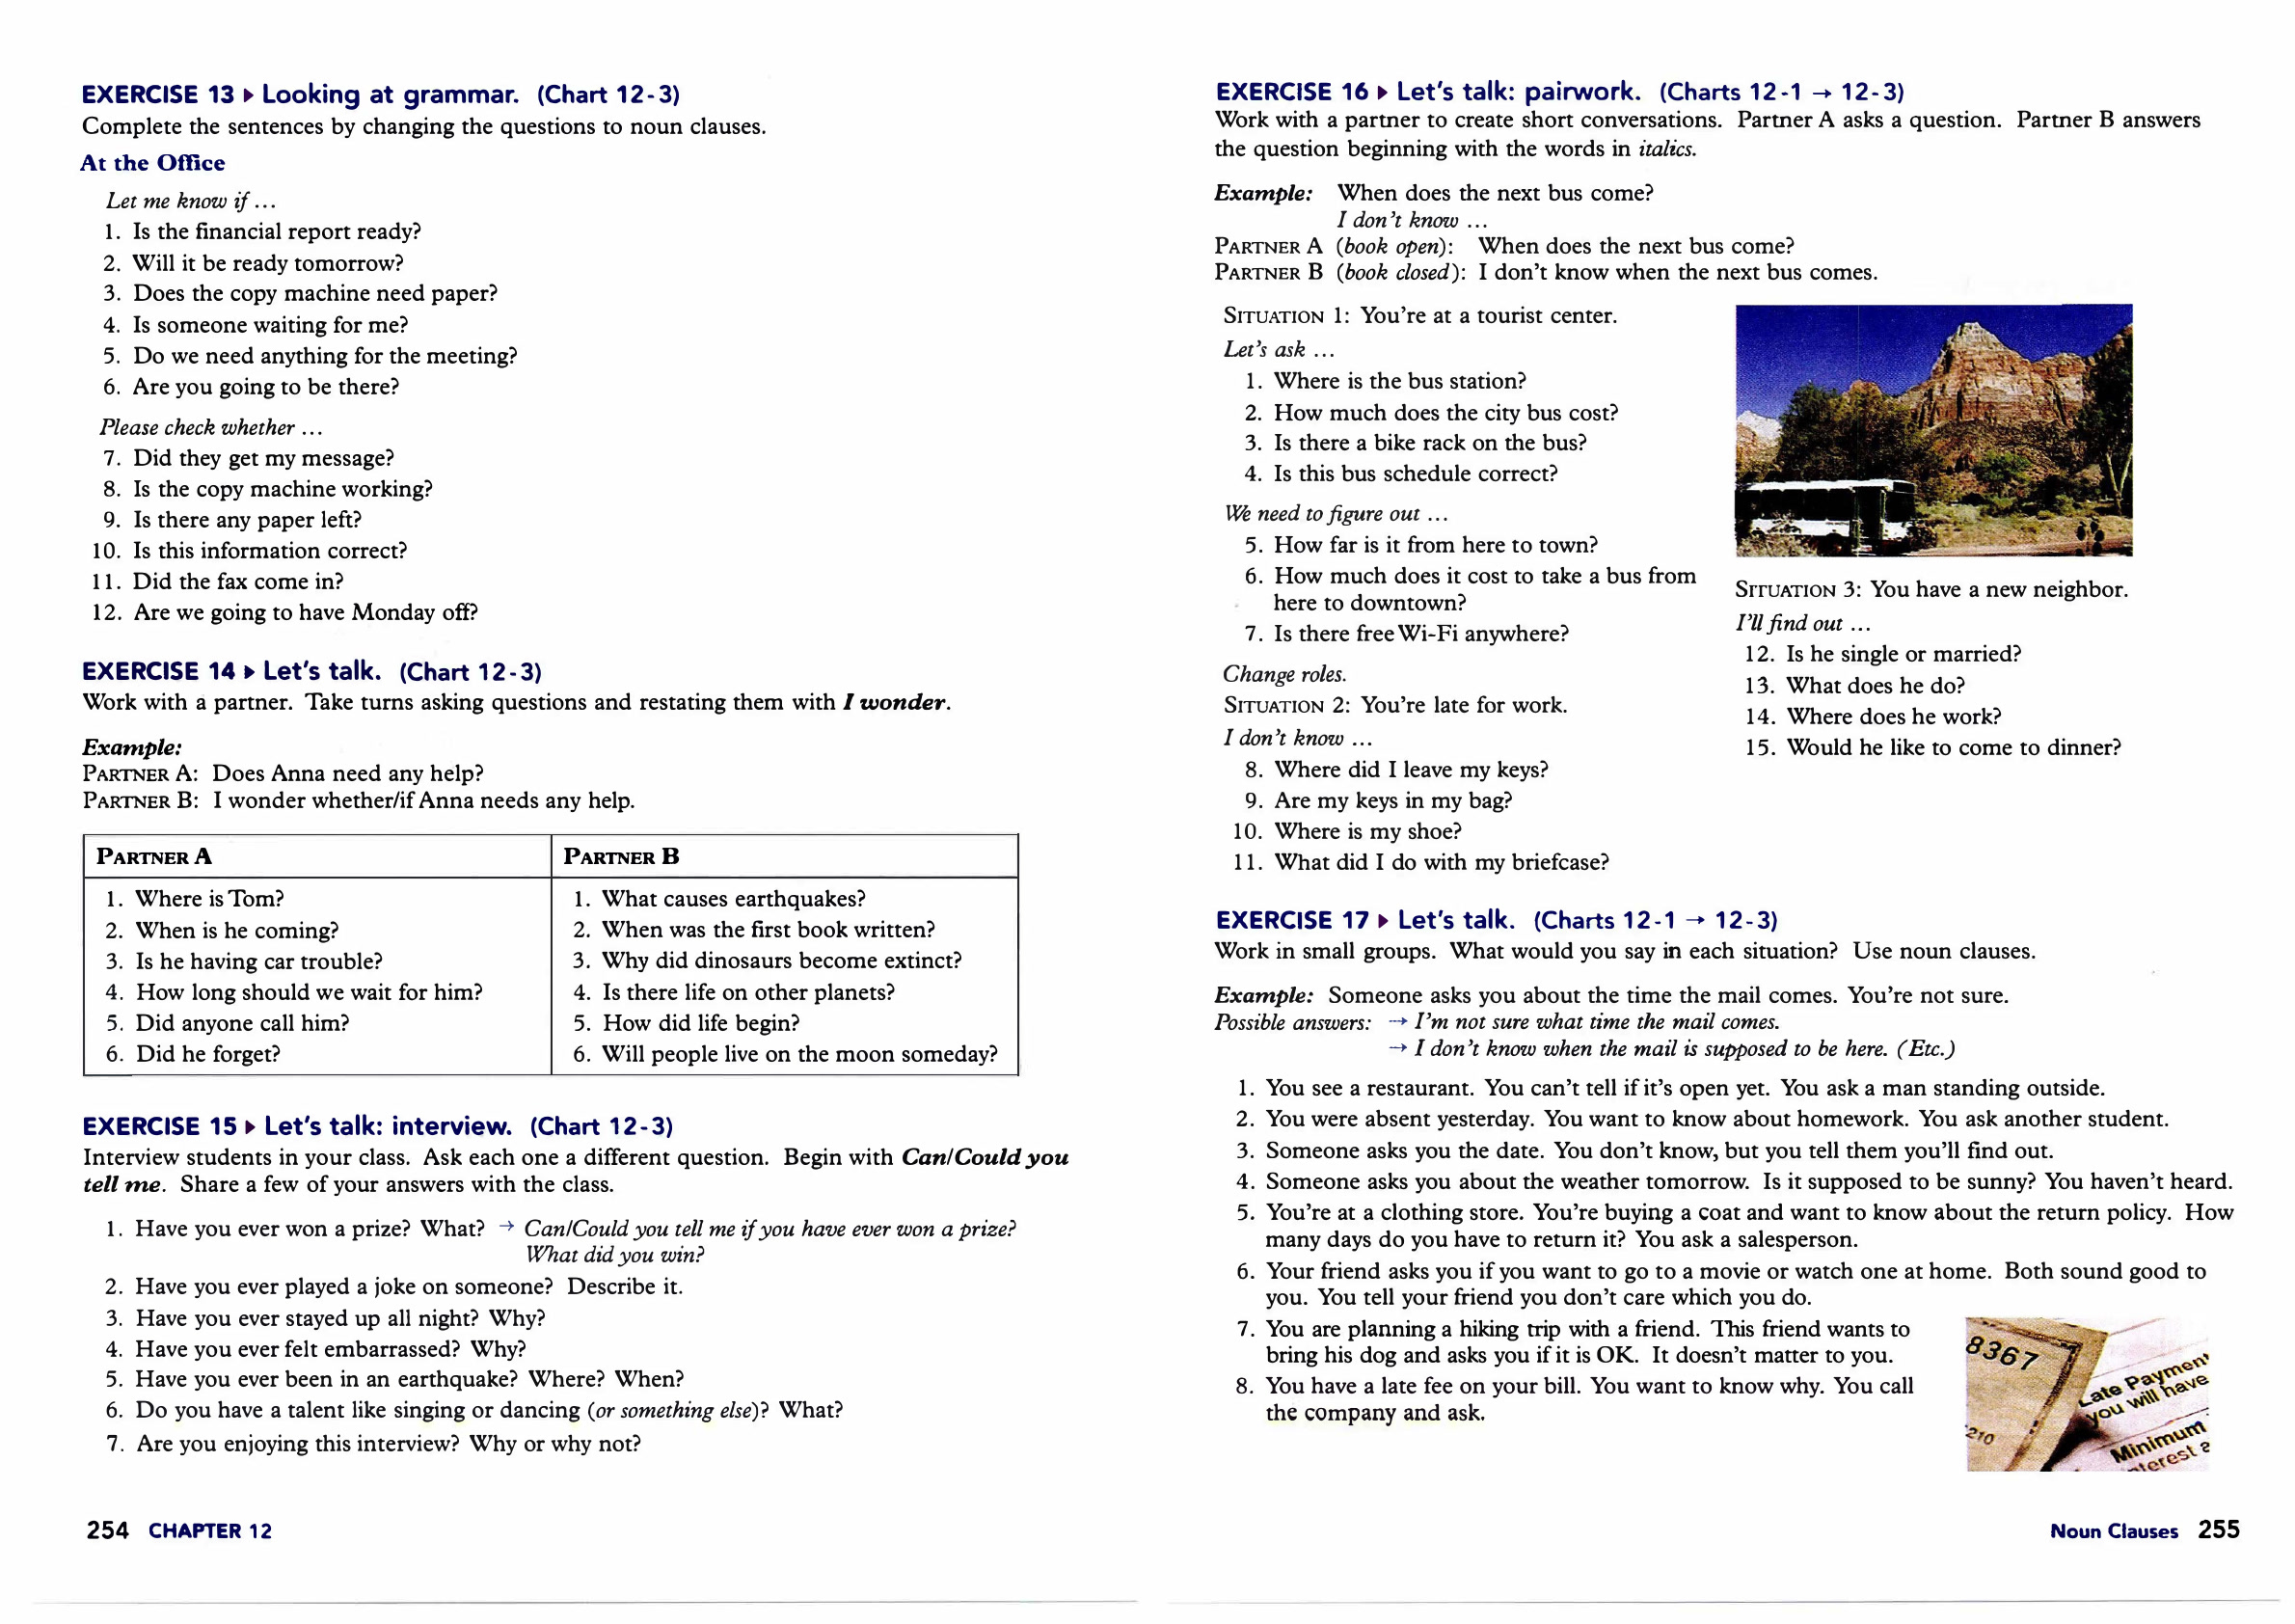 EXERCISE 13 ▸ Looking at grammar. (Chart 12-3)
Complete the sentences by changing the questions to noun clauses.
At the Office
Let me know if ...
1. Is the financial report ready?
2. Will it be ready tomorrow?
3. Does the copy machine need paper?
4. Is someone waiting for me?
5. Do we need anything for the meeting?
6. Are you going to be there?
Please check whether ...
7. Did they get my message?
8. Is the copy machine working?
9. Is there any paper left?
10. Is this information correct?
11. Did the fax come in?
12. Are we going to have Monday off?
EXERCISE 14 ▸ Let's talk. (Chart 12-3)
Work with a partner. Take turns asking questions and restating them with I wonder.
Example:
PARTNER A: Does Anna need any help?
PARTNER B: I wonder whether/if Anna needs any help.
PARTNER A
1. Where is Tom?
2. When is he coming?
3. Is he having car trouble?
4. How long should we wait for him?
5. Did anyone call him?
6. Did he forget?
PARTNER B
1. What causes earthquakes?
2. When was the first book written?
3. Why did dinosaurs become extinct?
4. Is there life on other planets?
5. How did life begin?
6. Will people live on the moon someday?
EXERCISE 15 ▸ Let's talk: interview. (Chart 12-3)
Interview students in your class. Ask each one a different question. Begin with Can/Could you
tell me. Share a few of your answers with the class.
1. Have you ever won a prize? What? → Can/Could you tell me if you have ever won a prize?
What did you win?
2. Have you ever played a joke on someone? Describe it.
3. Have you ever stayed up all night? Why?
4. Have you ever felt embarrassed? Why?
5. Have you ever been in an earthquake? Where? When?
6. Do you have a talent like singing or dancing (or something else)? What?
7. Are you enjoying this interview? Why or why not?
254 CHAPTER 12
EXERCISE 16 ▸ Let's talk: pairwork. (Charts 12-1 → 12-3)
Work with a partner to create short conversations. Partner A asks a question. Partner B answers
the question beginning with the words in italics.
Example: When does the next bus come?
I don't know ...
PARTNER A (book open): When does the next bus come?
PARTNER B (book closed): I don't know when the next bus comes.
SITUATION 1: You're at a tourist center.
Let's ask ...
1. Where is the bus station?
2. How much does the city bus cost?
3. Is there a bike rack on the bus?
4. Is this bus schedule correct?
We need to figure out ...
5. How far is it from here to town?
6. How much does it cost to take a bus from
here to downtown?
7. Is there free Wi-Fi anywhere?
Change roles.
SITUATION 2: You're late for work.
I don't know ...
8. Where did I leave my keys?
9. Are my keys in my bag?
10. Where is my shoe?
11. What did I do with my briefcase?
SITUATION 3: You have a new neighbor.
I'll find out ...
12. Is he single or married?
13. What does he do?
14. Where does he work?
15. Would he like to come to dinner?
EXERCISE 17 ▸ Let's talk. (Charts 12-1 → 12-3)
Work in small groups. What would you say in each situation? Use noun clauses.
Example: Someone asks you about the time the mail comes. You're not sure.
Possible answers: → I'm not sure what time the mail comes.
→ I don't know when the mail is supposed to be here. (Etc.)
1. You see a restaurant. You can't tell if it's open yet. You ask a man standing outside.
2. You were absent yesterday. You want to know about homework. You ask another student.
3. Someone asks you the date. You don't know, but you tell them you'll find out.
4. Someone asks you about the weather tomorrow. Is it supposed to be sunny? You haven't heard.
5. You're at a clothing store. You're buying a coat and want to know about the return policy. How
many days do you have to return it? You ask a salesperson.
6. Your friend asks you if you want to go to a movie or watch one at home. Both sound good to
you. You tell your friend you don't care which you do.
7. You are planning a hiking trip with a friend. This friend wants to
bring his dog and asks you if it is OK. It doesn't matter to you.
8. You have a late fee on your bill. You want to know why. You call
the company and ask.
8367
210
Late Payment
you will have
Minimum
Noun Clauses 255